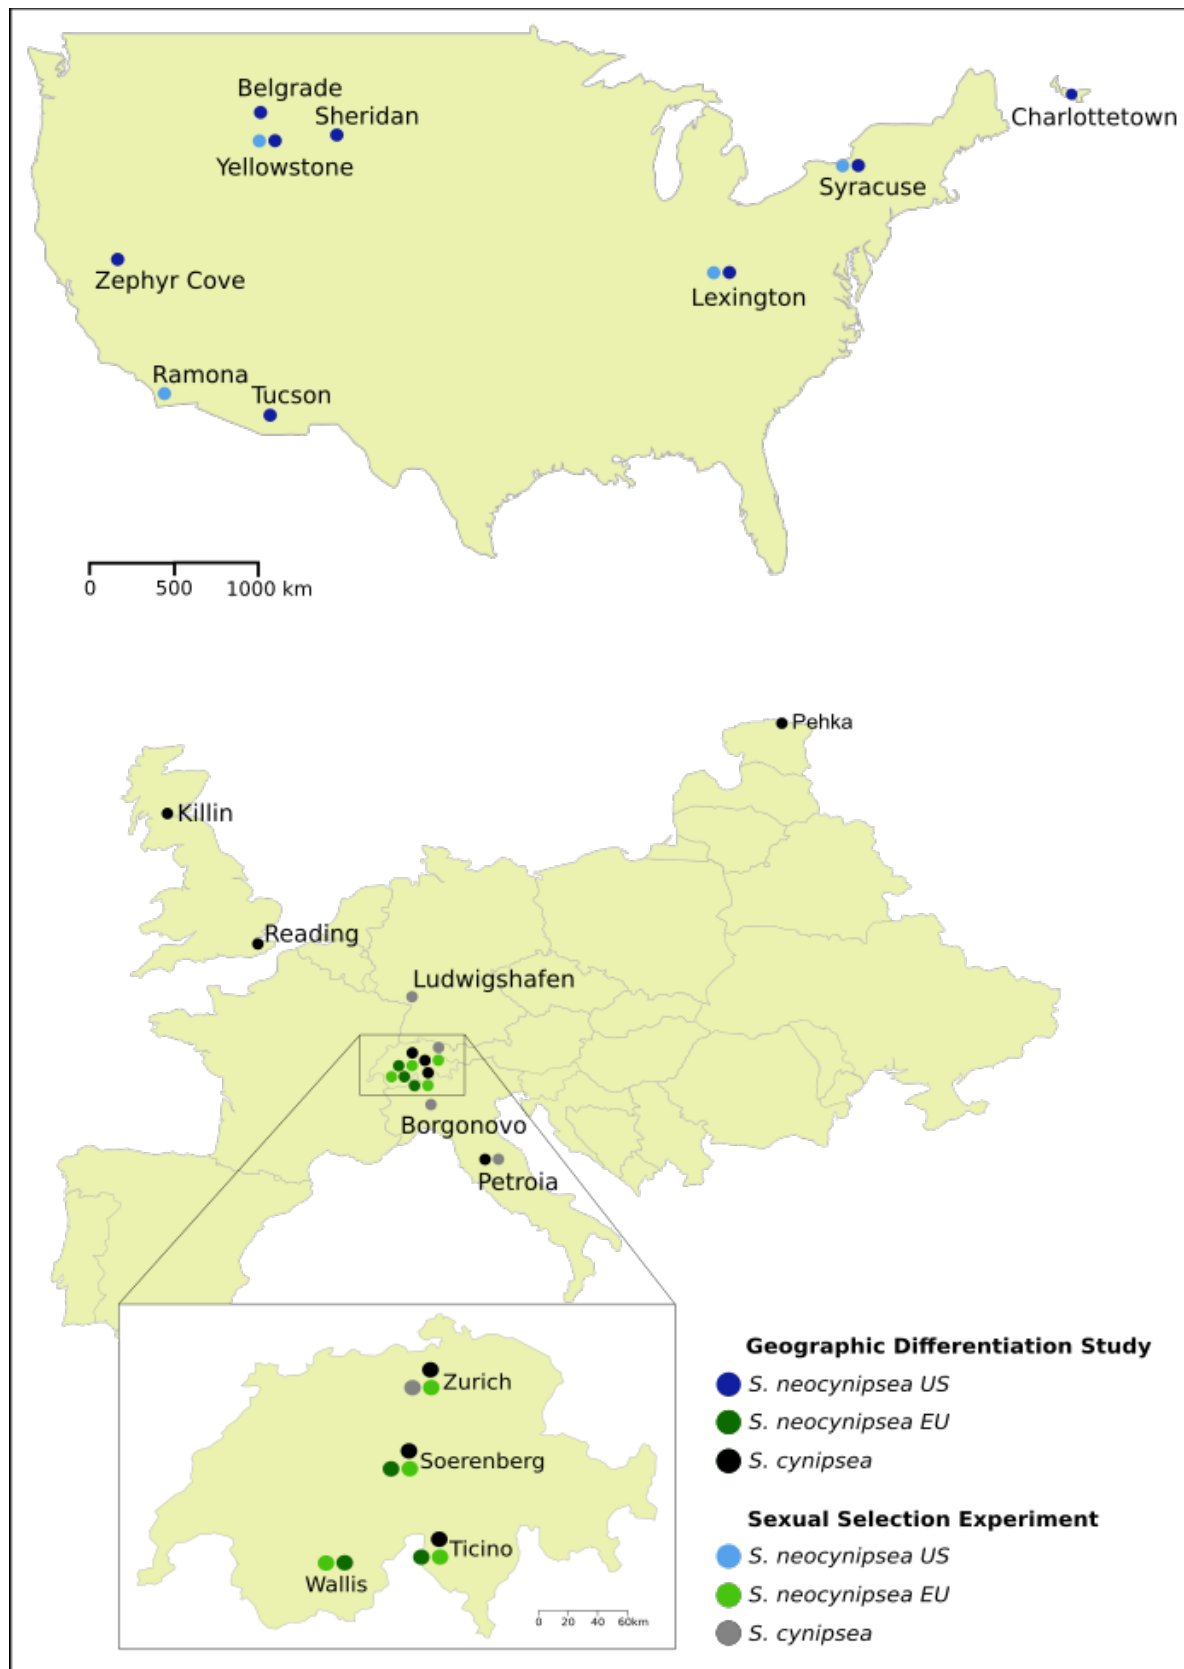 Belgrade
Sheridan
Charlottetown
Yellowstone
Syracuse
Zephyr Cove
Lexington
Ramona
Tucson
0 500 1000 km
Pehka
Killin
Reading
Ludwigshafen
Borgonovo
Petroia
Zurich
Soerenberg
Ticino
Wallis
0 20 40 60km
Geographic Differentiation Study
S. neocynipsea US
S. neocynipsea EU
S. cynipsea
Sexual Selection Experiment
S. neocynipsea US
S. neocynipsea EU
S. cynipsea